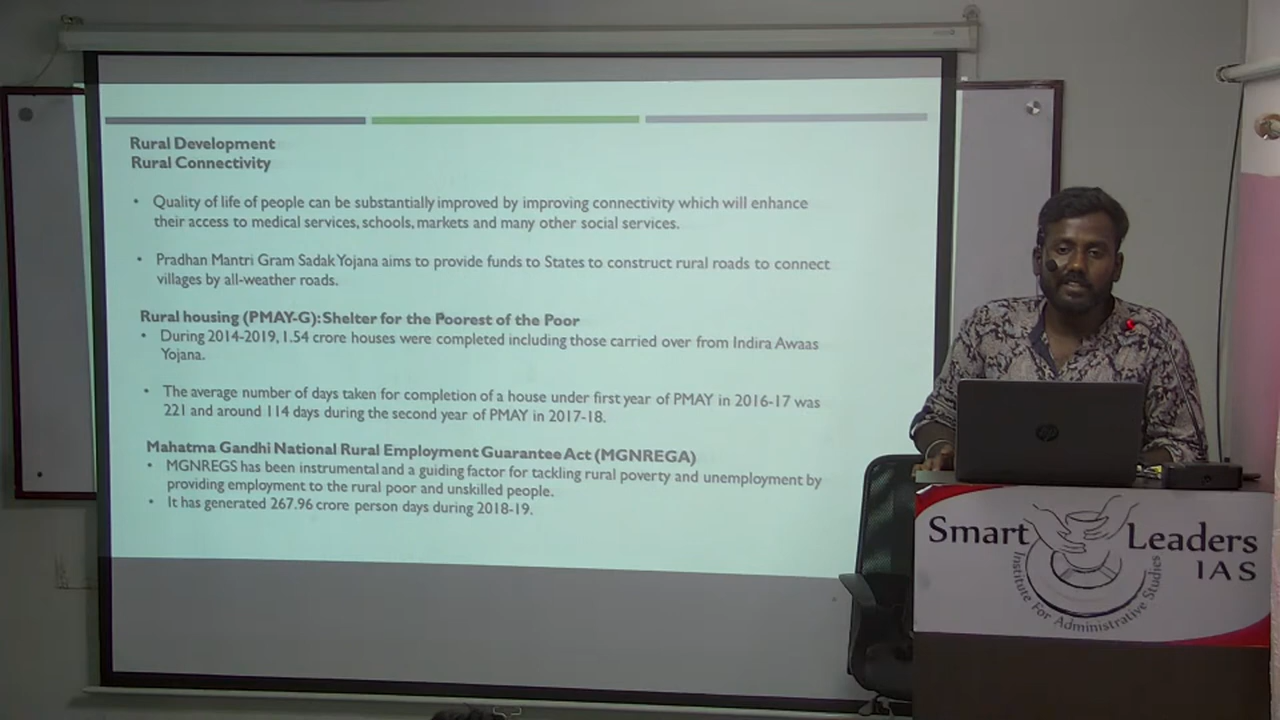 Rural Development
Rural Connectivity
• Quality of life of people can be substantially improved by improving connectivity which will enhance
their access to medical services, schools, markets and many other social services.
• Pradhan Mantri Gram Sadak Yojana aims to provide funds to States to construct rural roads to connect
villages by all-weather roads.
Rural housing (PMAY-G): Shelter for the Poorest of the Poor
• During 2014-2019, 1.54 crore houses were completed including those carried over from Indira Awaas
Yojana.
• The average number of days taken for completion of a house under first year of PMAY in 2016-17 was
221 and around 114 days during the second year of PMAY in 2017-18.
Mahatma Gandhi National Rural Employment Guarantee Act (MGNREGA)
• MGNREGS has been instrumental and a guiding factor for tackling rural poverty and unemployment by
providing employment to the rural poor and unskilled people.
• It has generated 267.96 crore person days during 2018-19.
hp
Smart Leaders
IAS
Institute For Administrative Studies